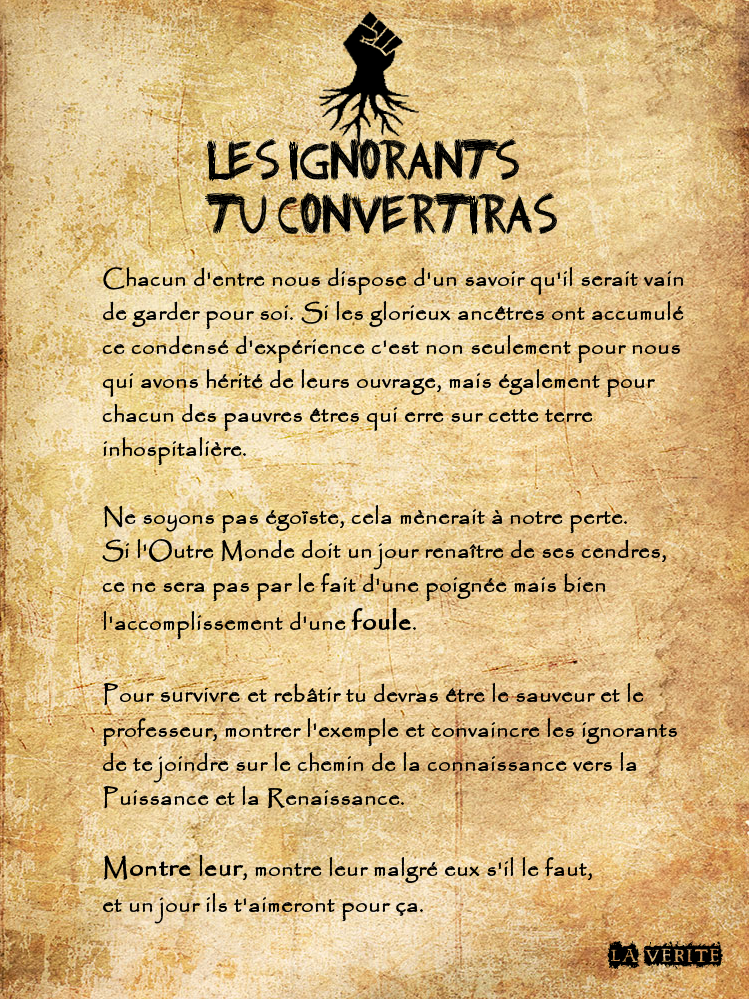 LES IGNORANTS
TU CONVERTIRAS
Chacun d'entre nous dispose d'un savoir qu'il serait vain
de garder pour soi. Si les glorieux ancêtres ont accumulé
ce condensé d'expérience c'est non seulement pour nous
qui avons hérité de leurs ouvrage, mais également pour
chacun des pauvres êtres qui erre sur cette terre
inhospitalière.
Ne soyons pas égoïste, cela mènerait à notre perte.
Si l'Outre Monde doit un jour renaître de ses cendres,
ce ne sera pas par le fait d'une poignée mais bien
l'accomplissement d'une foule.
Pour survivre et rebâtir tu devras être le sauveur et le
professeur, montrer l'exemple et convaincre les ignorants
de te joindre sur le chemin de la connaissance vers la
Puissance et la Renaissance.
Montre leur, montre leur malgré eux s'il le faut,
et un jour ils t'aimeront pour ça.
LA VERITE